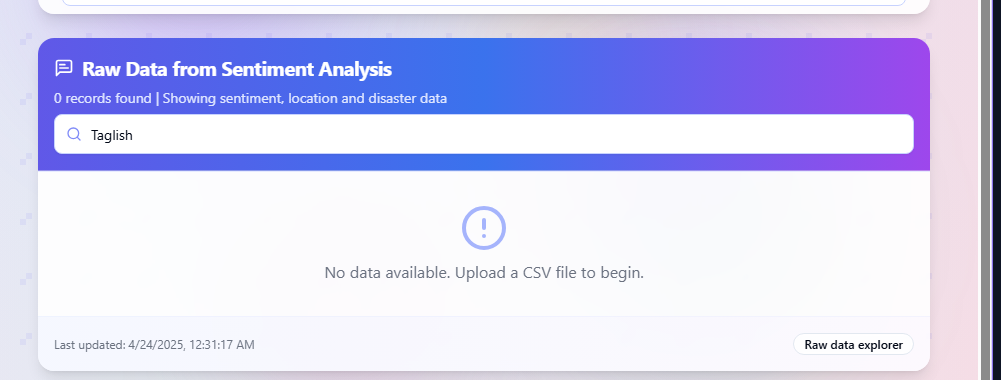 Raw Data from Sentiment Analysis
0 records found | Showing sentiment, location and disaster data
Taglish
No data available. Upload a CSV file to begin.
Last updated: 4/24/2025, 12:31:17 AM
Raw data explorer